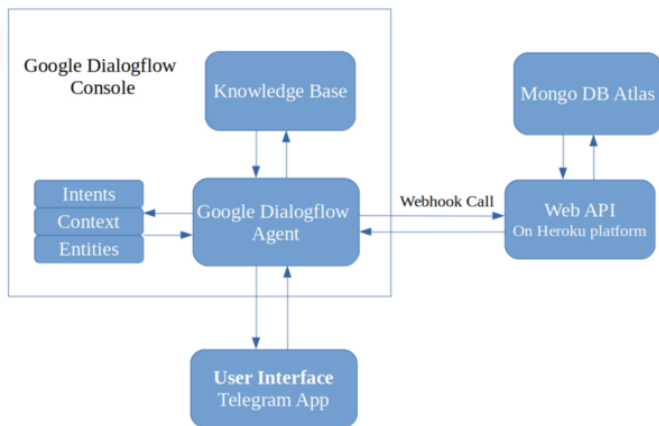 Google Dialogflow
Console
Knowledge Base
Mongo DB Atlas
Intents
Context
Entities
Google Dialogflow
Agent
Webhook Call
Web API
On Heroku platform
User Interface
Telegram App